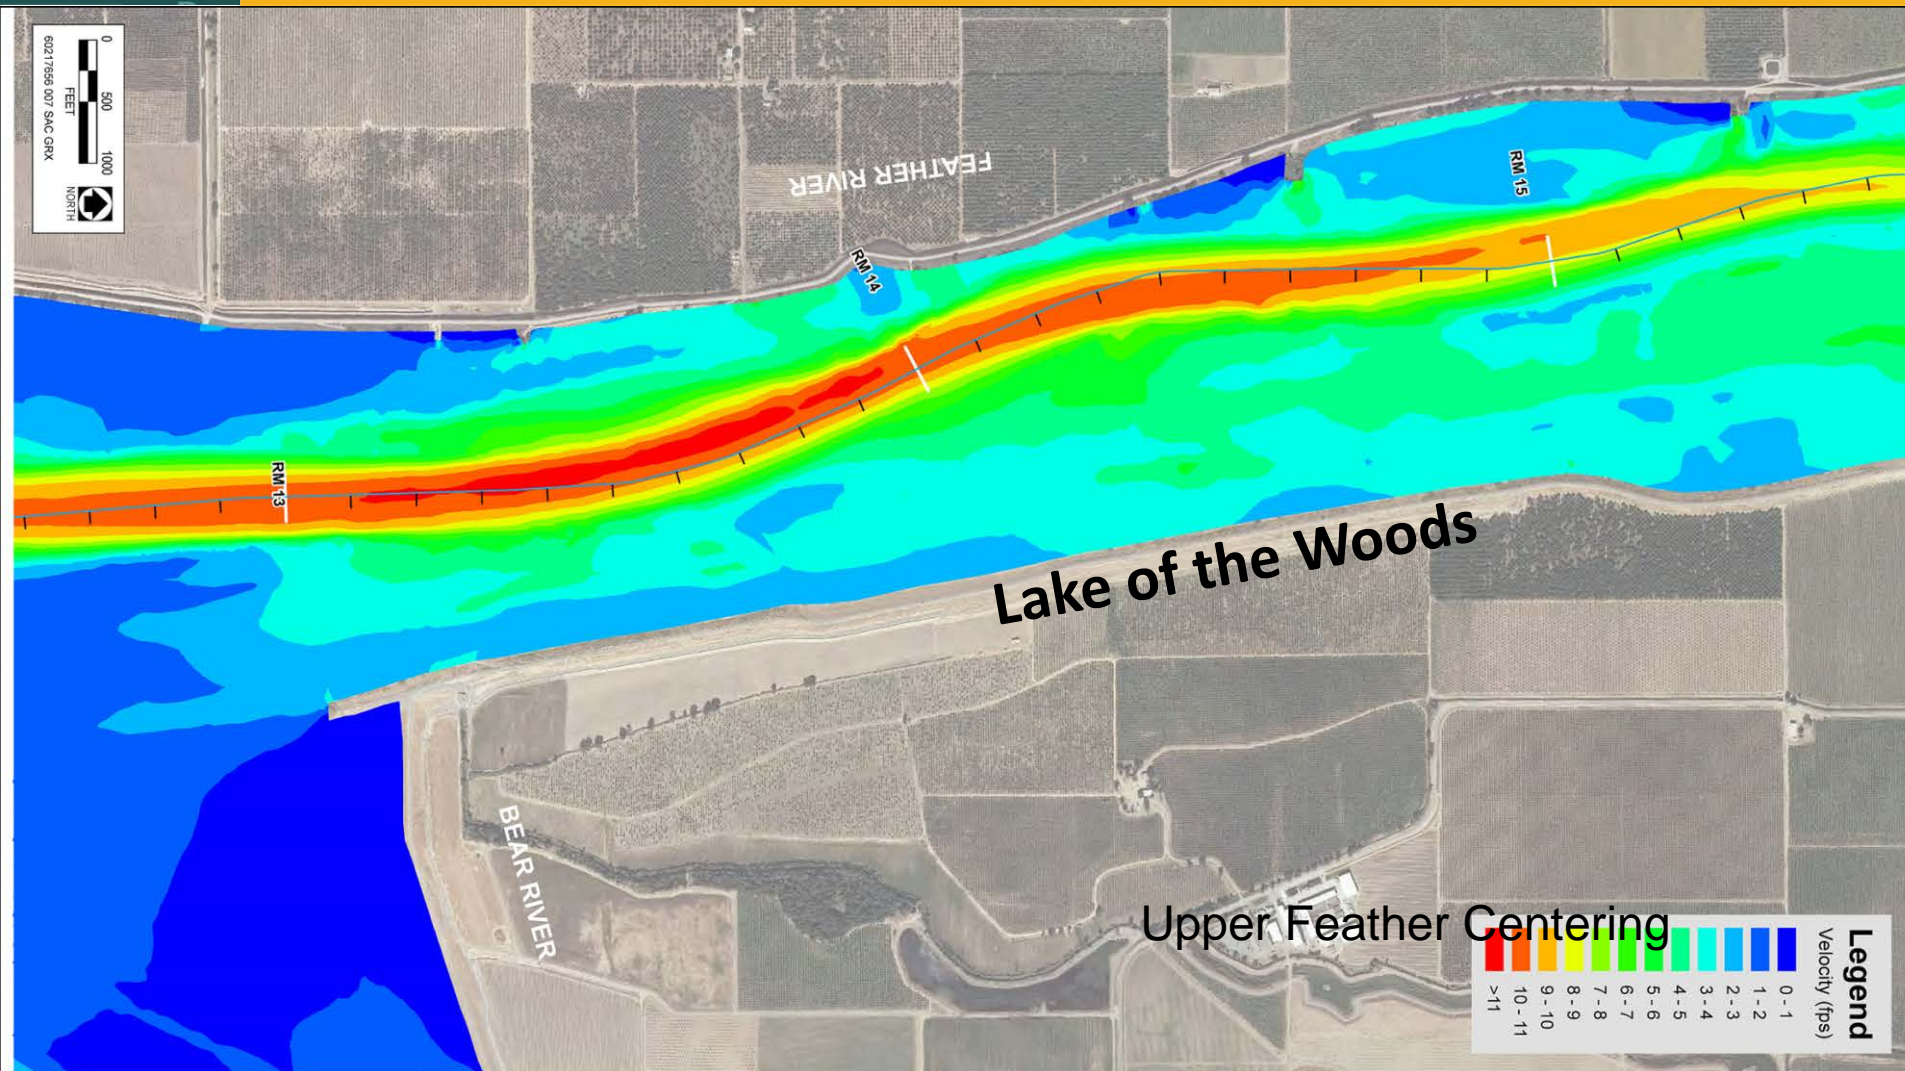 0 500 1000
FEET
60217656 007 SAC GRX
NORTH
FEATHER RIVER
RM 15
RM 14
RM 13
Lake of the Woods
BEAR RIVER
Upper Feather Centering
Legend
Velocity (fps)
0 - 1
1 - 2
2 - 3
3 - 4
4 - 5
5 - 6
6 - 7
7 - 8
8 - 9
9 - 10
10 - 11
>11